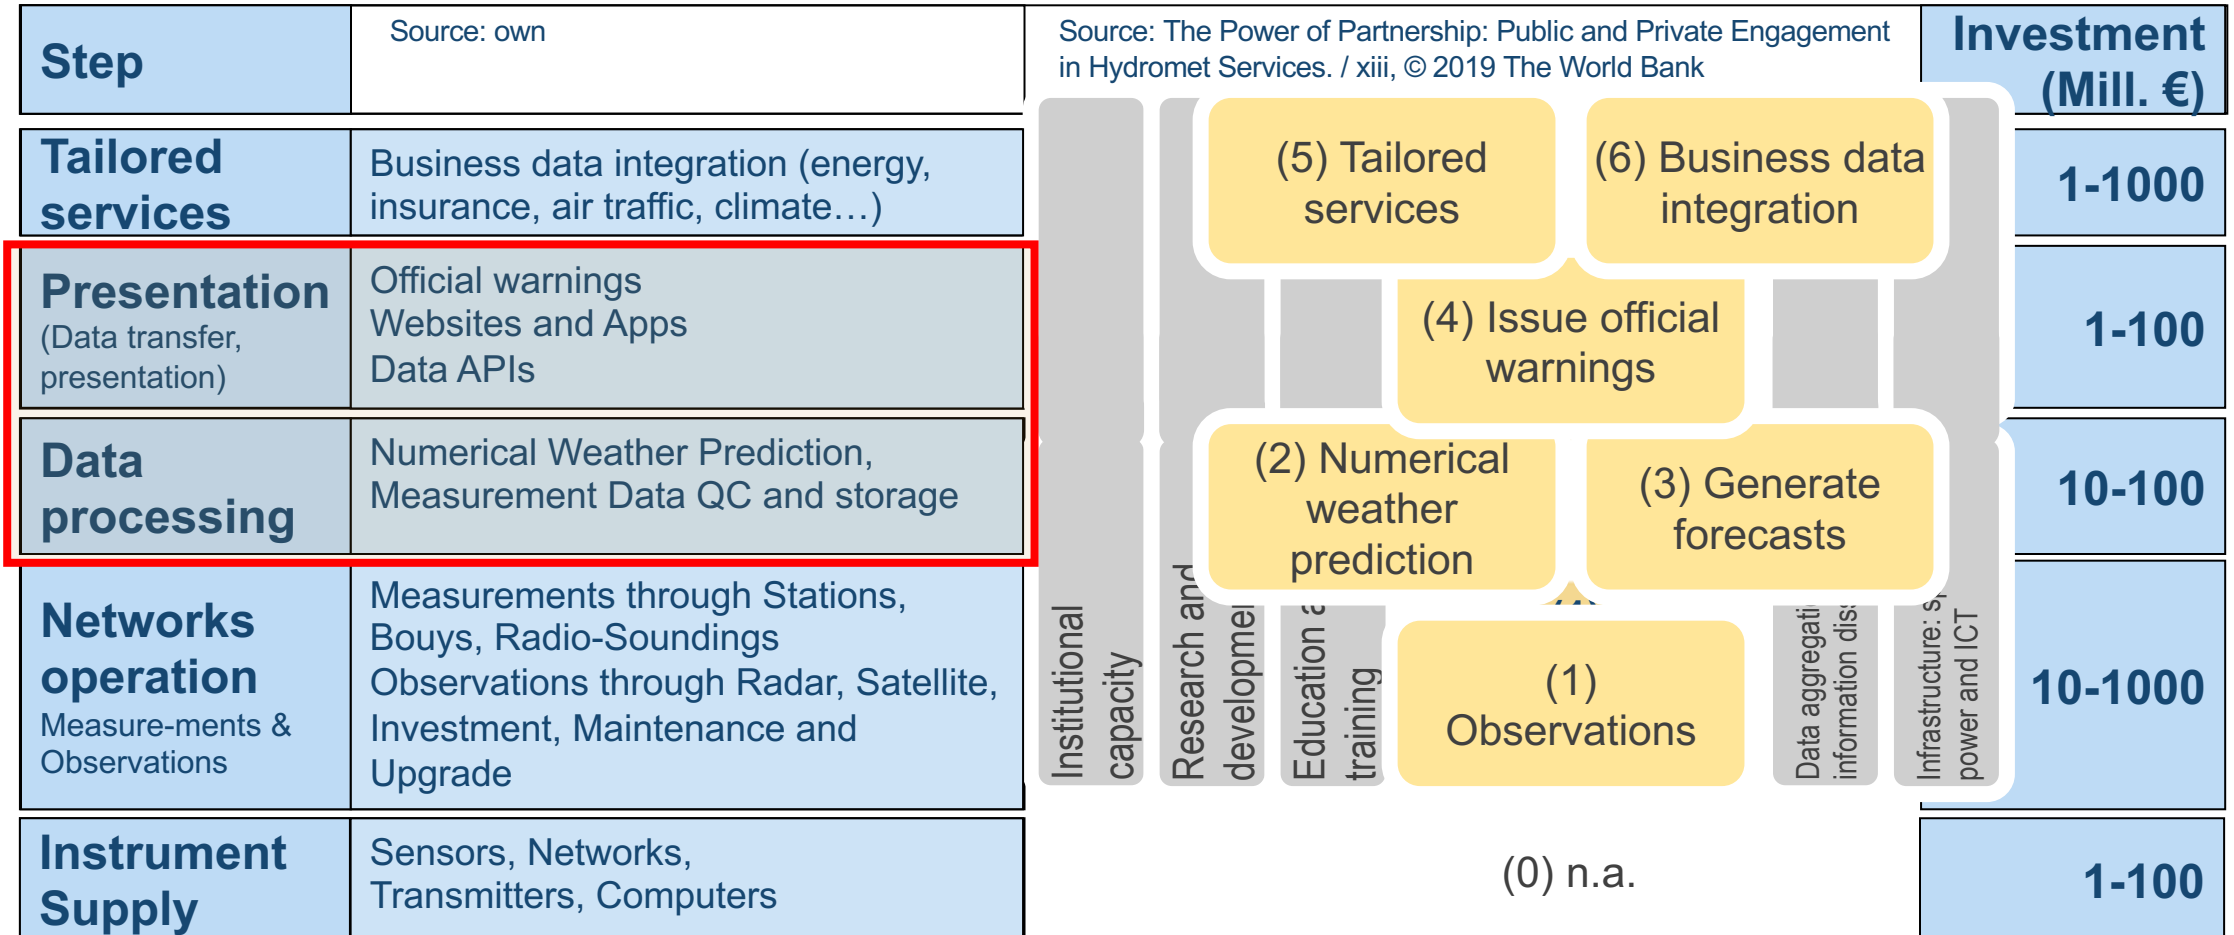 Step
Source: own
Source: The Power of Partnership: Public and Private Engagement
in Hydromet Services. / xiii, © 2019 The World Bank
Investment
(Mill. €)
Tailored
services
Business data integration (energy,
insurance, air traffic, climate…)
(5) Tailored
services
(6) Business data
integration
1-1000
Presentation
(Data transfer,
presentation)
Official warnings
Websites and Apps
Data APIs
(4) Issue official
warnings
1-100
Data
processing
Numerical Weather Prediction,
Measurement Data QC and storage
(2) Numerical
weather
prediction
(3) Generate
forecasts
10-100
Networks
operation
Measure-ments &
Observations
Measurements through Stations,
Bouys, Radio-Soundings
Observations through Radar, Satellite,
Investment, Maintenance and
Upgrade
Institutional
capacity
Research and
developmen
Education a
training
(1)
Observations
Data aggregati
information diss
Infrastructure: s
power and ICT
10-1000
Instrument
Supply
Sensors, Networks,
Transmitters, Computers
(0) n.a.
1-100